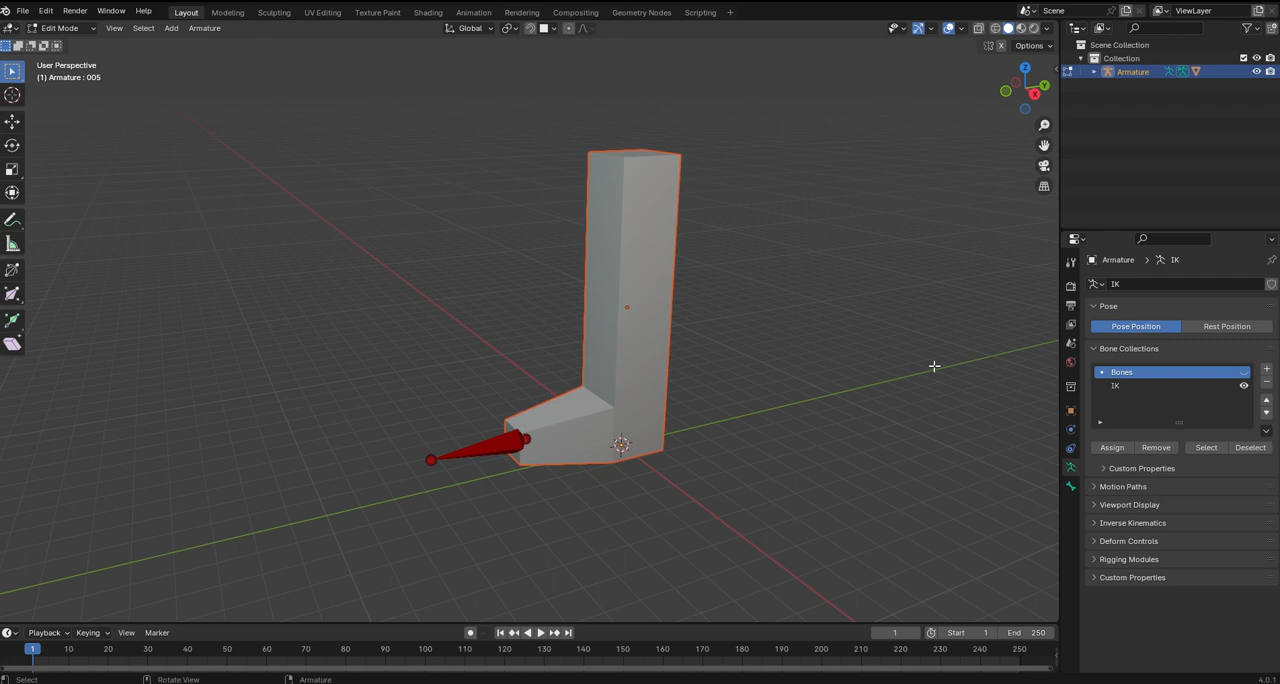 File Edit Render Window Help Layout Modeling Sculpting UV Editing Texture Paint Shading Animation Rendering Compositing Geometry Nodes Scripting + Scene ViewLayer
Edit Mode View Select Add Armature Global
X Options
User Perspective
(1) Armature : 005
Z
Y
X
Scene Collection
Collection
Armature
Armature > IK
IK
Pose
Pose Position Rest Position
Bone Collections
Bones
IK
Assign Remove Select Deselect
Custom Properties
Motion Paths
Viewport Display
Inverse Kinematics
Deform Controls
Rigging Modules
Custom Properties
Playback Keying View Marker 1 Start 1 End 250
1 10 20 30 40 50 60 70 80 90 100 110 120 130 140 150 160 170 180 190 200 210 220 230 240 250
Select Rotate View Armature 4.0.1